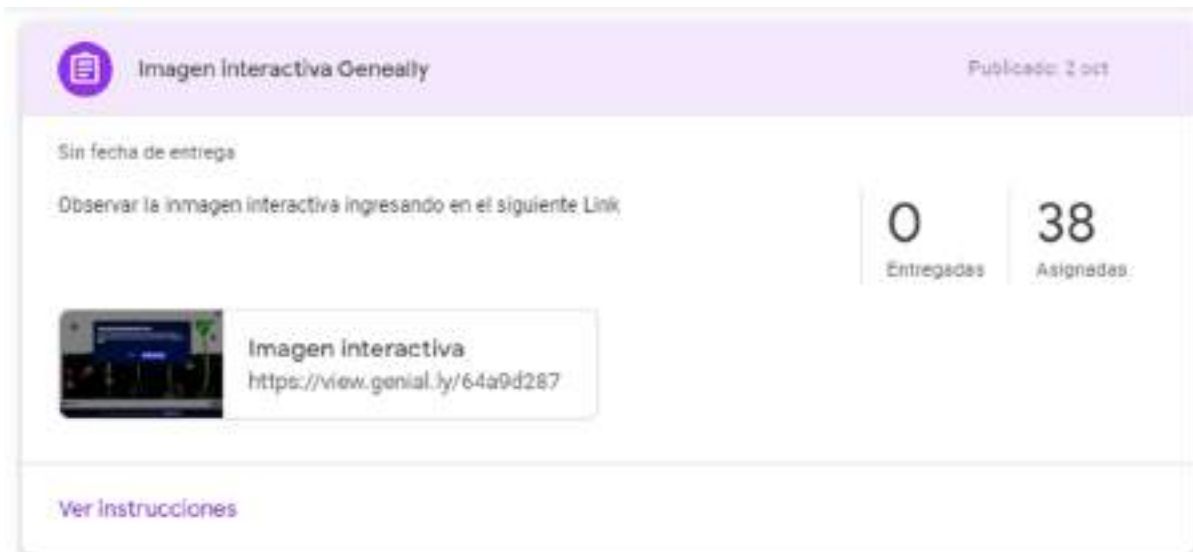 Imagen interactiva Geneally
Publicado: 2 oct
Sin fecha de entrega
Observar la inmagen interactiva ingresando en el siguiente Link
0
Entregadas
38
Asignadas
Imagen interactiva
https://view.genial.ly/64a9d287
Ver instrucciones